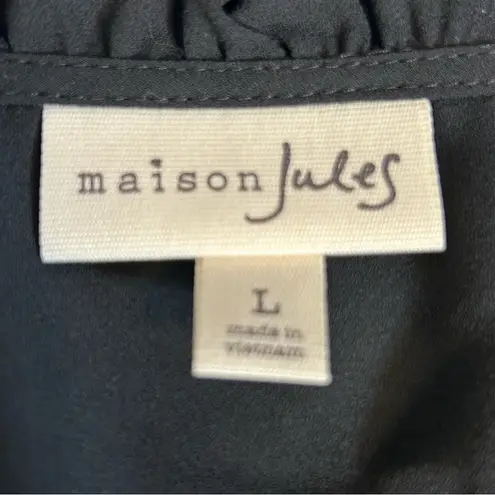 maison Jules
L
made in
vietnam